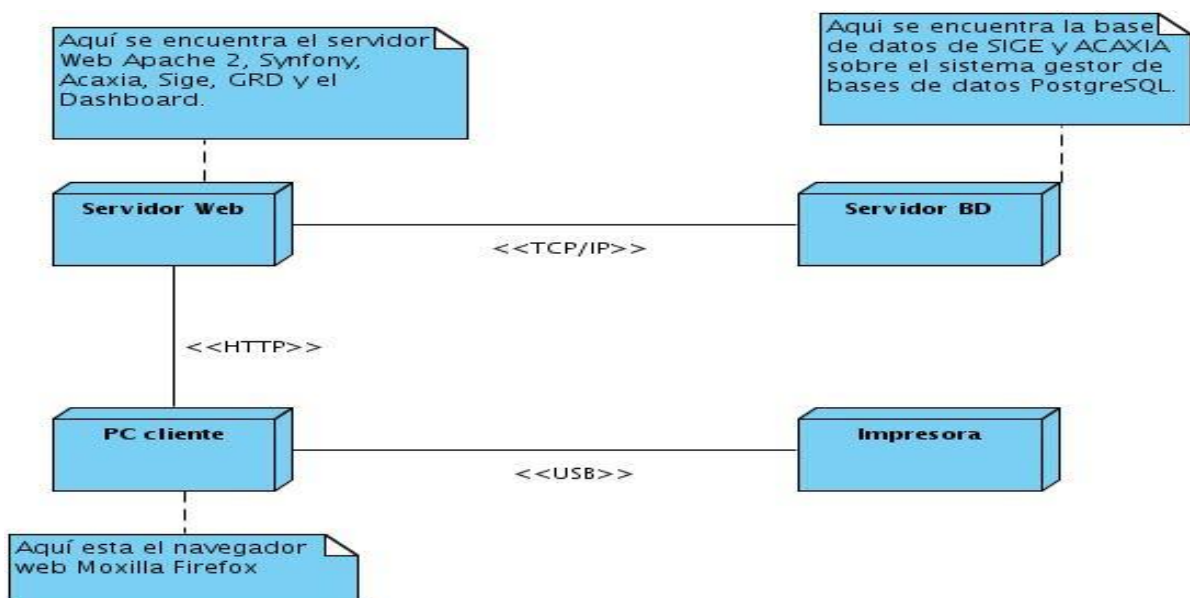 Aquí se encuentra el servidor
Web Apache 2, Synfony,
Acaxia, Sige, GRD y el
Dashboard.
Aqui se encuentra la base
de datos de SIGE y ACAXIA
sobre el sistema gestor de
bases de datos PostgreSQL.
Servidor Web
Servidor BD
<<TCP/IP>>
<<HTTP>>
PC cliente
Impresora
<<USB>>
Aquí esta el navegador
web Moxilla Firefox